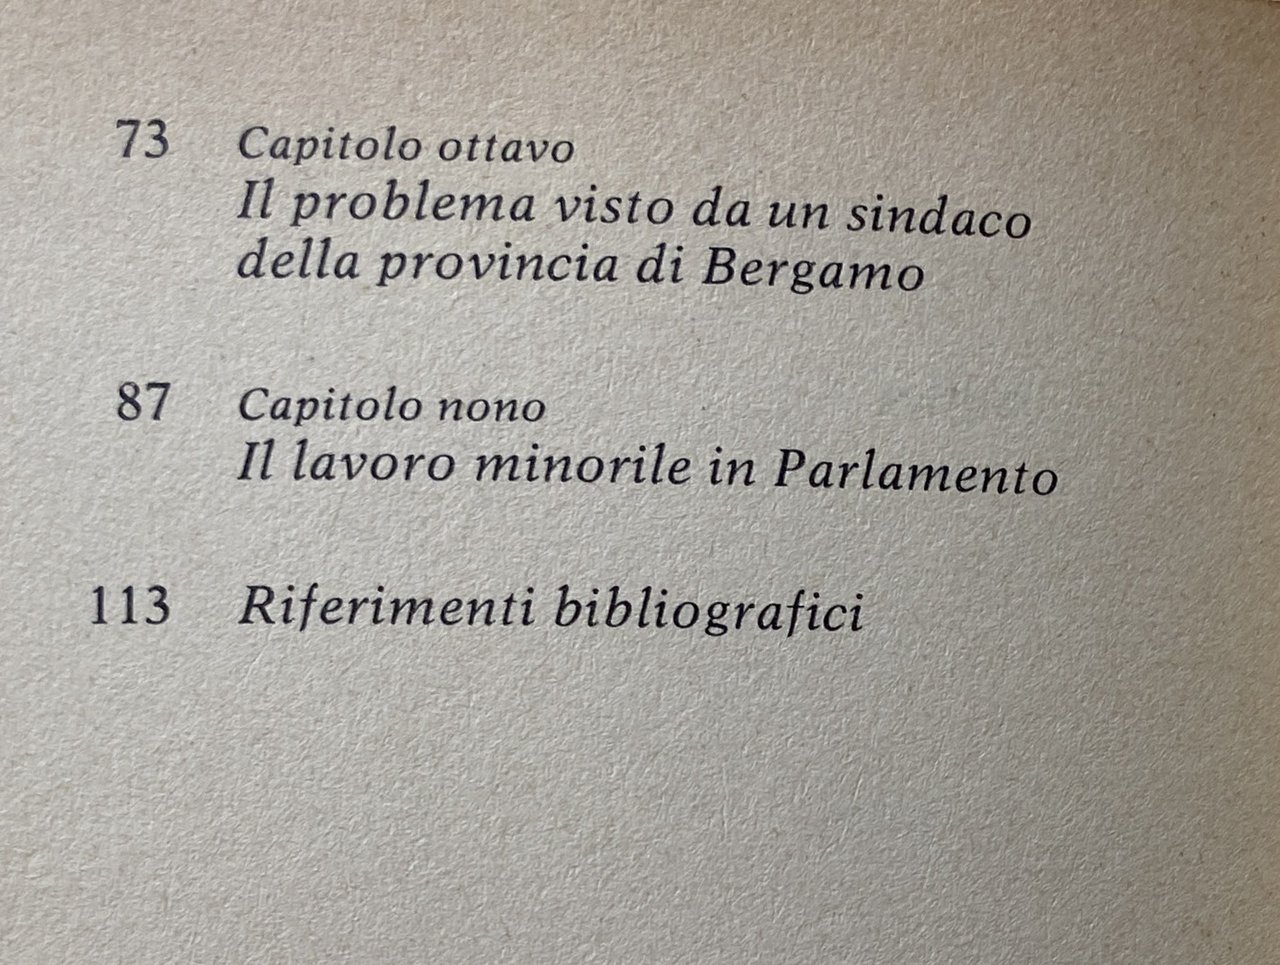 73 Capitolo ottavo
Il problema visto da un sindaco
della provincia di Bergamo
87 Capitolo nono
Il lavoro minorile in Parlamento
113 Riferimenti bibliografici